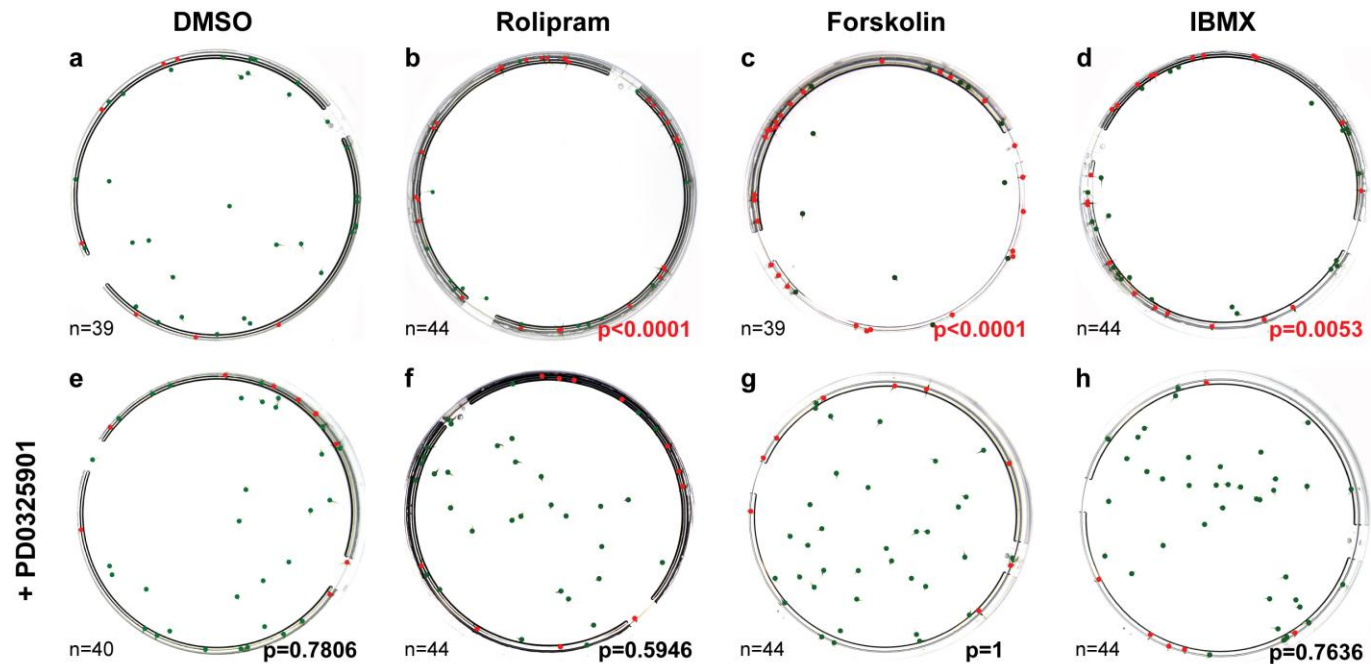 DMSO Rolipram Forskolin IBMX
a b c d
n=39 n=44 p<0.0001 n=39 p<0.0001 n=44 p=0.0053
+ PD0325901
e f g h
n=40 p=0.7806 n=44 p=0.5946 n=44 p=1 n=44 p=0.7636